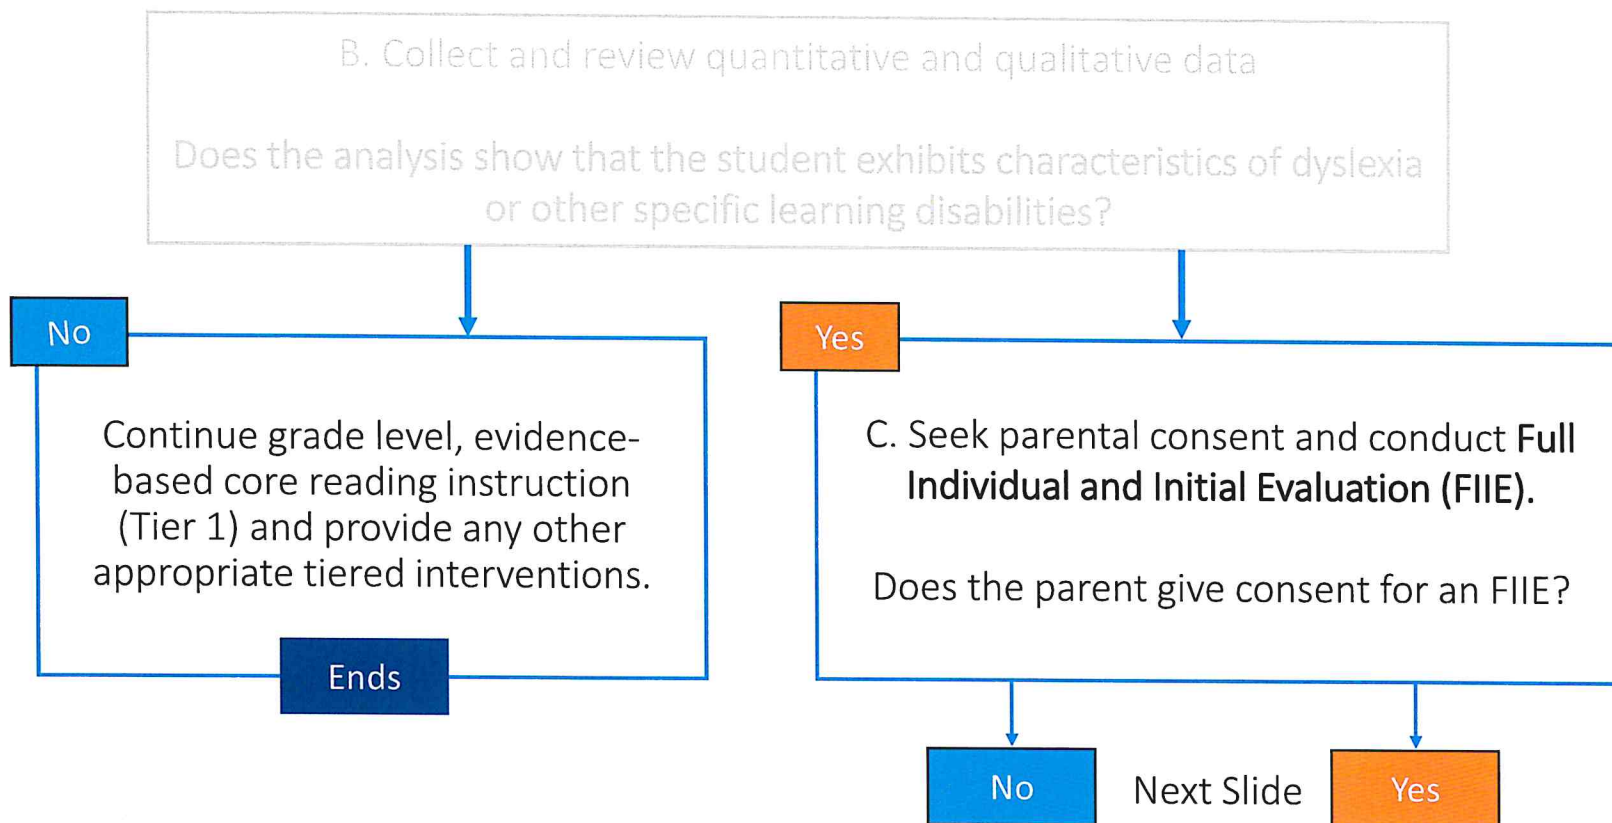 B. Collect and review quantitative and qualitative data
Does the analysis show that the student exhibits characteristics of dyslexia
or other specific learning disabilities?
No
Continue grade level, evidence-
based core reading instruction
(Tier 1) and provide any other
appropriate tiered interventions.
Ends
Yes
C. Seek parental consent and conduct Full
Individual and Initial Evaluation (FIIE).
Does the parent give consent for an FIIE?
No
Next Slide
Yes